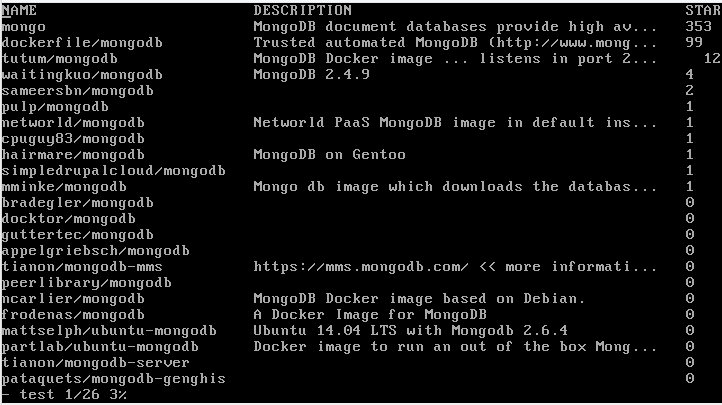 NAME DESCRIPTION STAR
mongo MongoDB document databases provide high av... 353
dockerfile/mongodb Trusted automated MongoDB (http://www.mong... 99
tutum/mongodb MongoDB Docker image ... listens in port 2... 12
waitingkuo/mongodb MongoDB 2.4.9 4
sameersbn/mongodb 2
pulp/mongodb 1
networld/mongodb Networld PaaS MongoDB image in default ins... 1
cpuguy83/mongodb 1
hairmare/mongodb MongoDB on Gentoo 1
simpledrupalcloud/mongodb 1
mminke/mongodb Mongo db image which downloads the databas... 1
bradegler/mongodb 0
docktor/mongodb 0
guttertec/mongodb 0
appelgriebsch/mongodb 0
tianon/mongodb-mms https://mms.mongodb.com/ << more informati... 0
peerlibrary/mongodb 0
ncarlier/mongodb MongoDB Docker image based on Debian. 0
frodenas/mongodb A Docker Image for MongoDB 0
mattselph/ubuntu-mongodb Ubuntu 14.04 LTS with Mongodb 2.6.4 0
partlab/ubuntu-mongodb Docker image to run an out of the box Mong... 0
tianon/mongodb-server 0
pataquets/mongodb-genghis 0
- test 1/26 3%